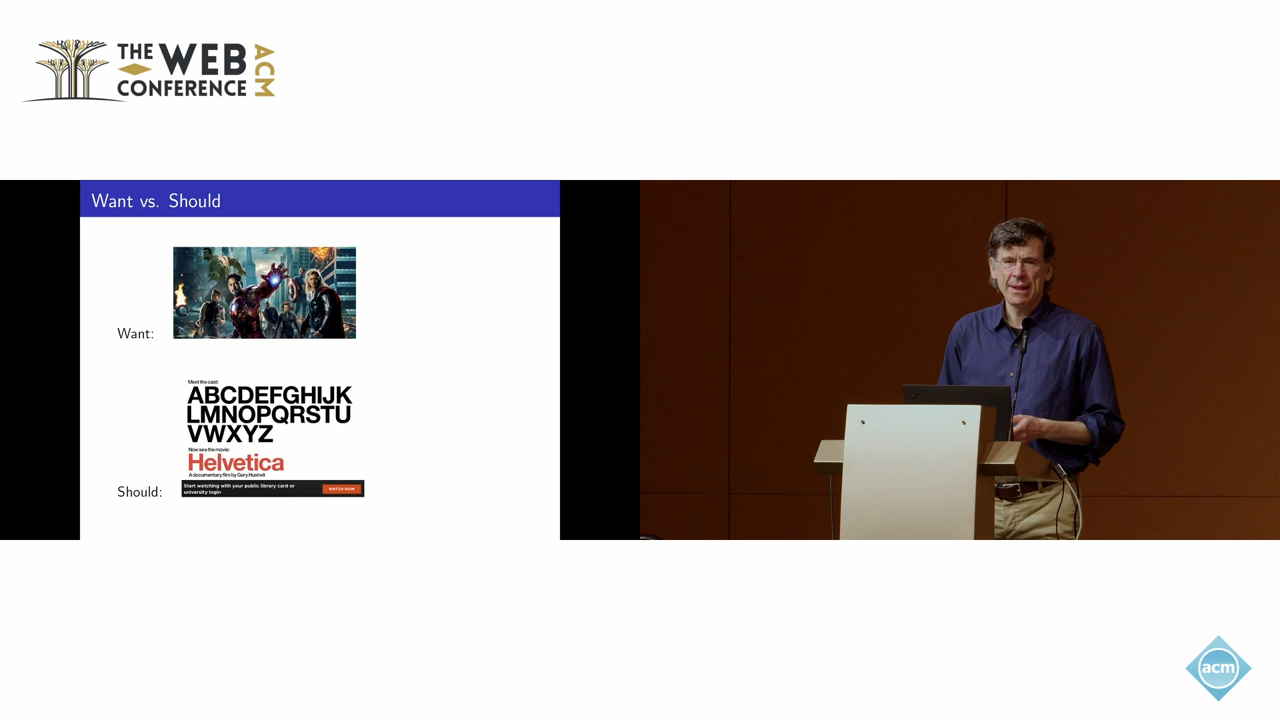 THE WEB
CONFERENCE
ACM
Want vs. Should
Want:
Meet the cast:
ABCDEFGHIJK
LMNOPQRSTU
VWXYZ
Now see the movie:
Helvetica
A documentary film by Gary Hustwit
Start watching with your public library card or
university login
WATCH NOW
Should:
acm